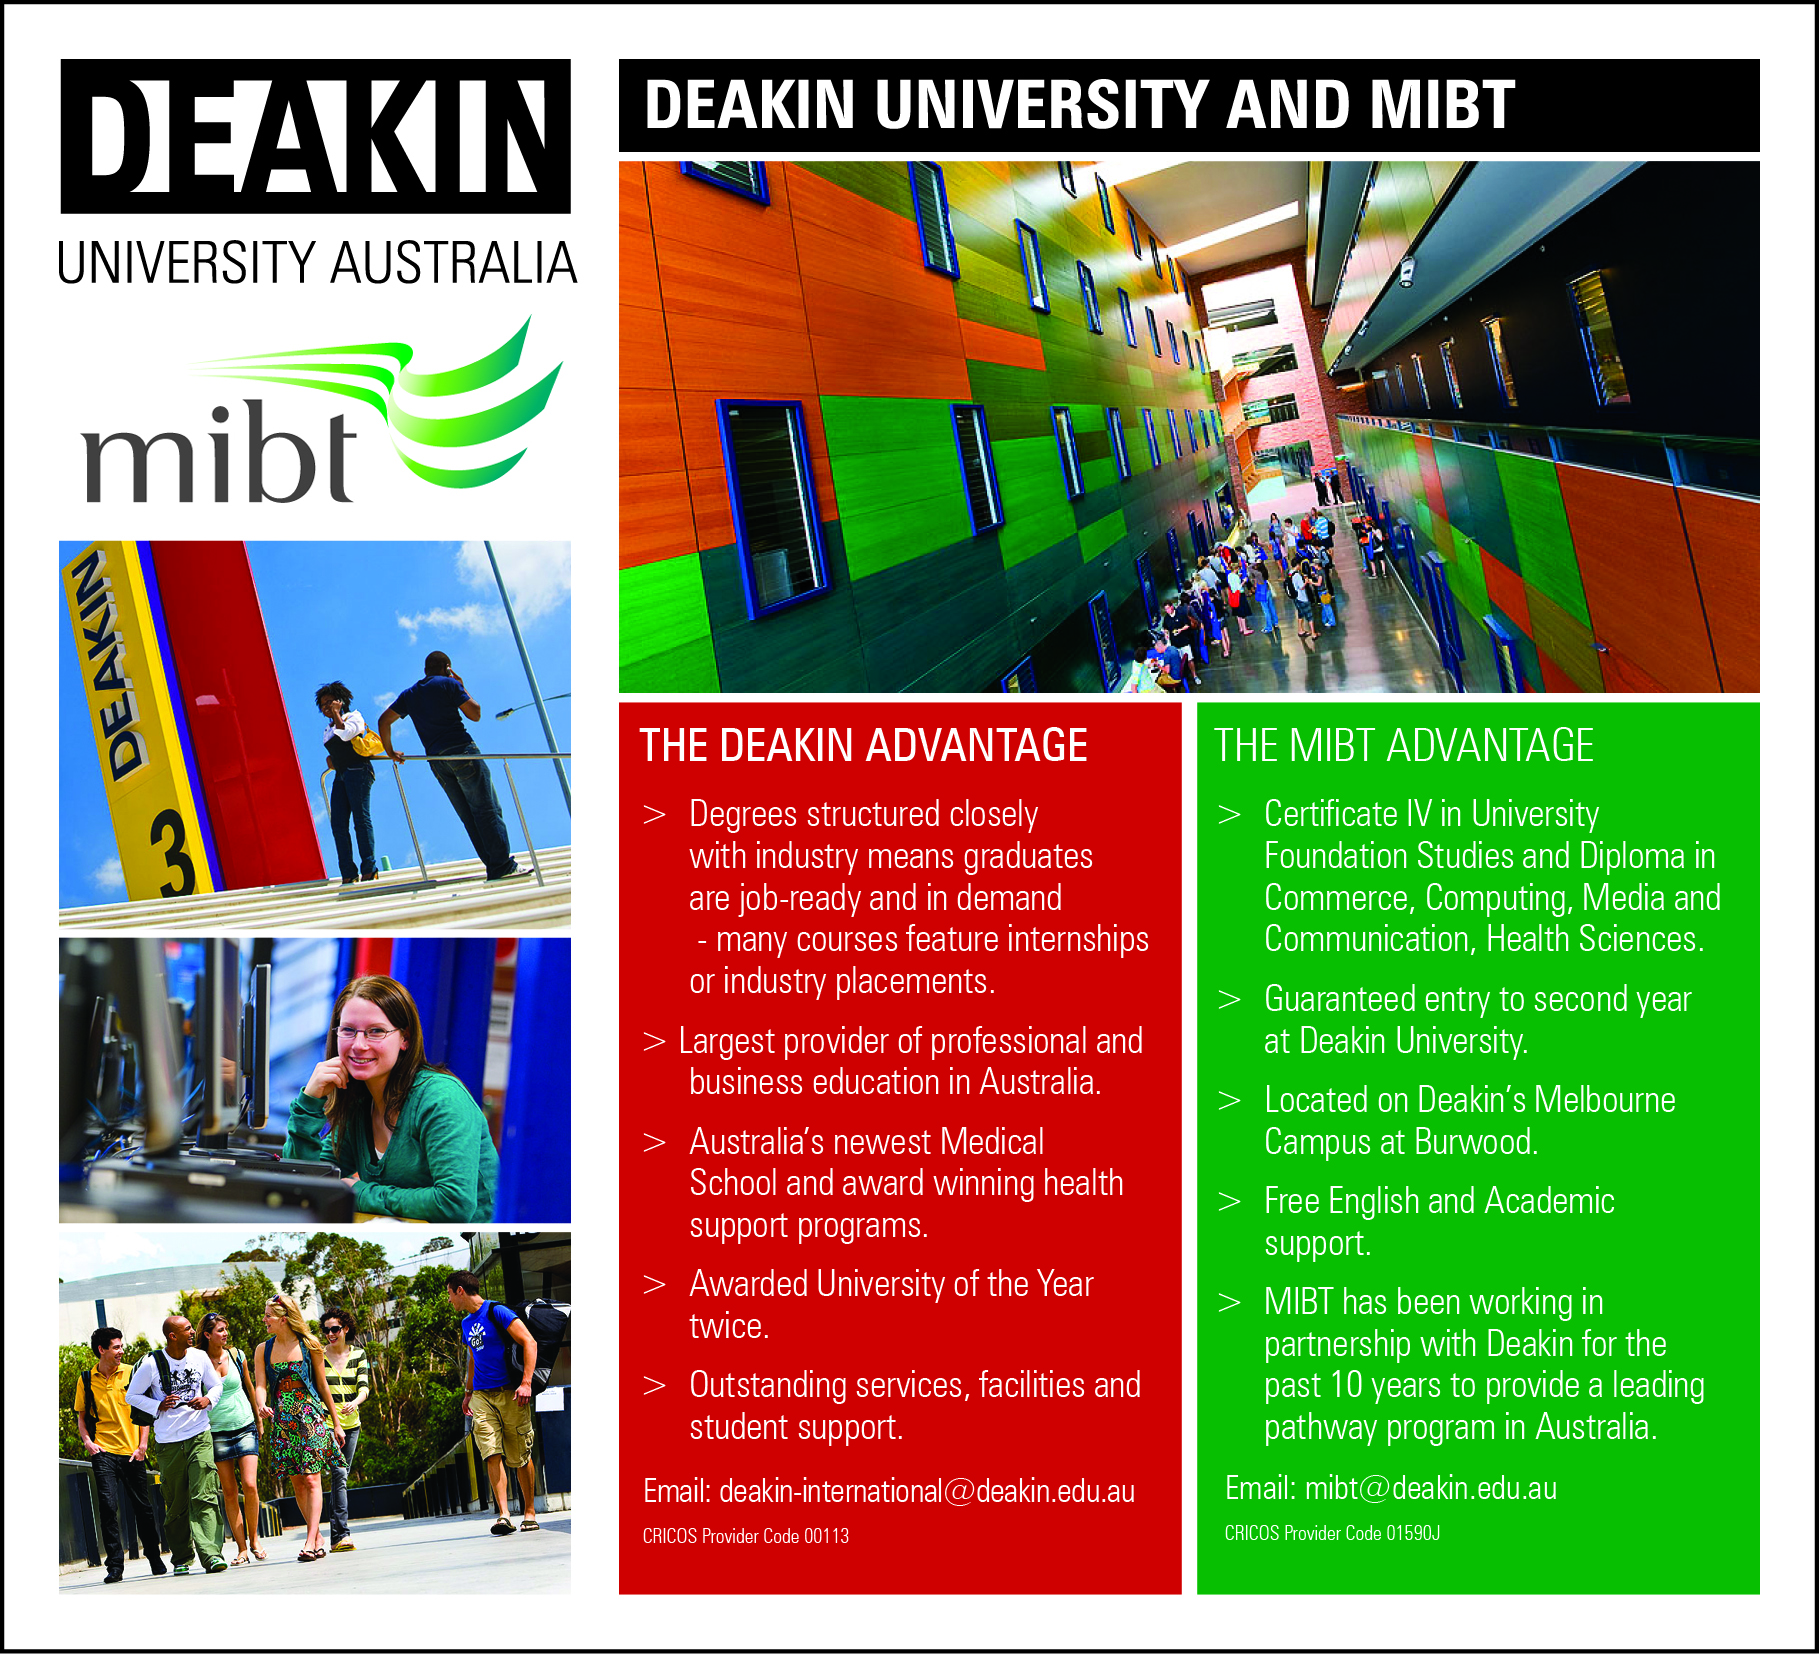 DEAKIN
UNIVERSITY AUSTRALIA
mibt
DEAKIN
3
DEAKIN UNIVERSITY AND MIBT
THE DEAKIN ADVANTAGE
> Degrees structured closely
with industry means graduates
are job-ready and in demand
- many courses feature internships
or industry placements.
> Largest provider of professional and
business education in Australia.
> Australia's newest Medical
School and award winning health
support programs.
> Awarded University of the Year
twice.
> Outstanding services, facilities and
student support.
Email: deakin-international@deakin.edu.au
CRICOS Provider Code 00113
THE MIBT ADVANTAGE
> Certificate IV in University
Foundation Studies and Diploma in
Commerce, Computing, Media and
Communication, Health Sciences.
> Guaranteed entry to second year
at Deakin University.
> Located on Deakin's Melbourne
Campus at Burwood.
> Free English and Academic
support.
> MIBT has been working in
partnership with Deakin for the
past 10 years to provide a leading
pathway program in Australia.
Email: mibt@deakin.edu.au
CRICOS Provider Code 01590J
Go!